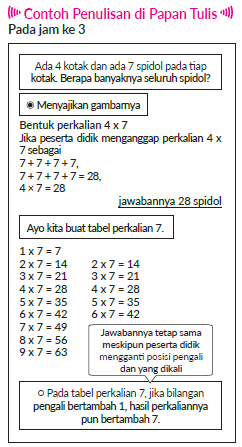 Contoh Penulisan di Papan Tulis
Pada jam ke 3
Ada 4 kotak dan ada 7 spidol pada tiap
kotak. Berapa banyaknya seluruh spidol?
◉ Menyajikan gambarnya
Bentuk perkalian 4 x 7
Jika peserta didik menganggap perkalian 4 x
7 sebagai
7 + 7 + 7 + 7,
7 + 7 + 7 + 7 = 28,
4 × 7 = 28
jawabannya 28 spidol
Ayo kita buat tabel perkalian 7.
1 x 7 = 7
2 x 7 = 14 2 x 7 = 14
3 x 7 = 21 3 x 7 = 21
4 x 7 = 28 4 x 7 = 28
5 x 7 = 35 5 x 7 = 35
6 x 7 = 42 6 x 7 = 42
7 x 7 = 49
8 x 7 = 56
9 x 7 = 63
Jawabannya tetap sama
meskipun peserta didik
mengganti posisi pengali
dan yang dikali
○ Pada tabel perkalian 7, jika bilangan
pengali bertambah 1, hasil perkaliannya
pun bertambah 7.